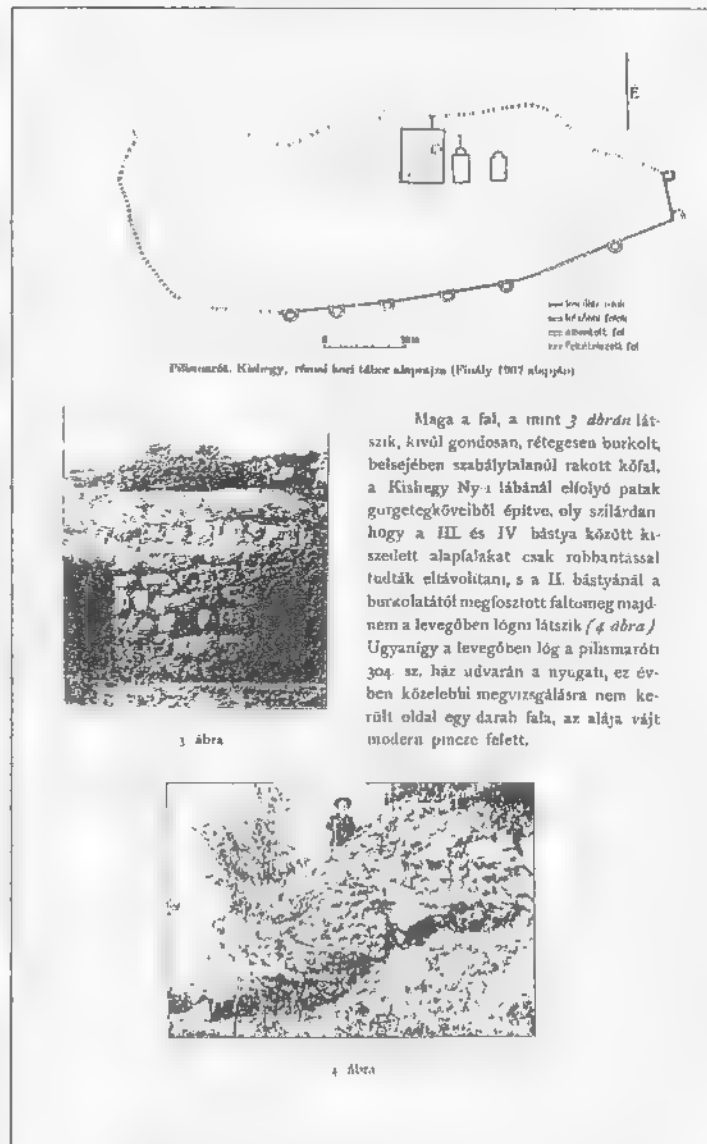 É
0 50 m
Pilismarót. Kishegy, római kori tábor alaprajza (Finály 1907 alapján)
Maga a fal, a mint 3 ábrán lát-
szik, kívül gondosan, rétegesen burkolt,
belsejében szabálytalanúl rakott kőfal,
a Kishegy Ny-i lábánál elfolyó patak
gurgetegköveiből építve, oly szilárdan
hogy a III. és IV bástya között ki-
szedett alapfalakat csak robbantással
tudták eltávolítani, s a II. bástyánál a
burkolatától megfosztott faltömeg majd-
nem a levegőben lógni látszik (4 ábra)
Ugyanígy a levegőben lóg a pilismaróti
304. sz. ház udvarán a nyugati, ez év-
ben közelebbi megvizsgálásra nem ke-
rült oldal egy darab fala, az alája vájt
modern pincze felett.
3 ábra
4 ábra